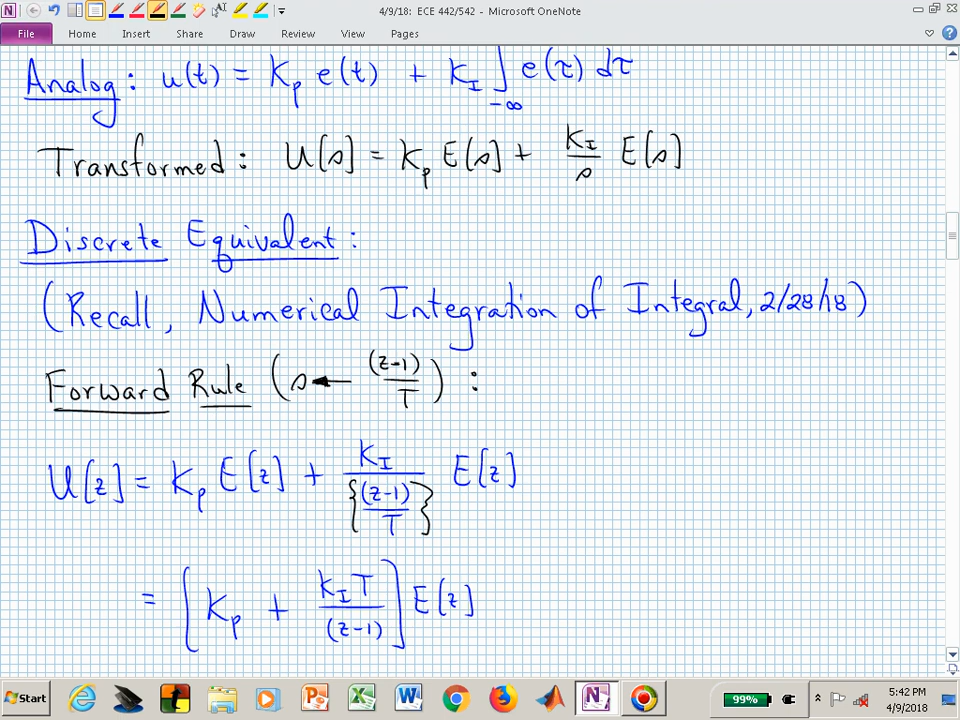 4/9/18: ECE 442/542 - Microsoft OneNote
File Home Insert Share Draw Review View Pages
Analog: u(t) = Kp e(t) + KI ∫−∞ e(τ) dτ
Transformed: U[s] = Kp E[s] + KI/s E[s]
Discrete Equivalent:
(Recall, Numerical Integration of Integral, 2/28/18)
Forward Rule (s ← (z-1)/T):
U[z] = Kp E[z] + KI/{(z-1)/T} E[z]
= [Kp + KI T/(z-1)] E[z]
Start
99%
5:42 PM
4/9/2018